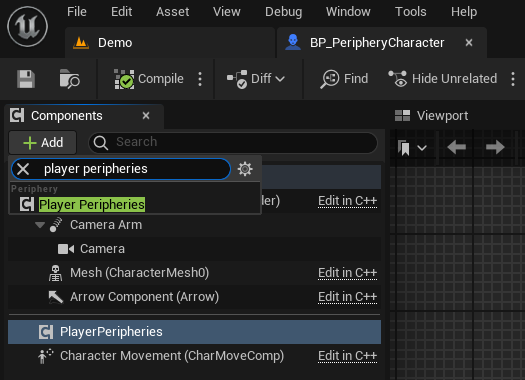 File Edit Asset View Debug Window Tools Help
Demo BP_PeripheryCharacter
Compile Diff Find Hide Unrelated
Components Viewport
Add Search
player peripheries
Periphery
Player Peripheries ler) Edit in C++
Camera Arm
Camera
Mesh (CharacterMesh0) Edit in C++
Arrow Component (Arrow) Edit in C++
PlayerPeripheries
Character Movement (CharMoveComp) Edit in C++